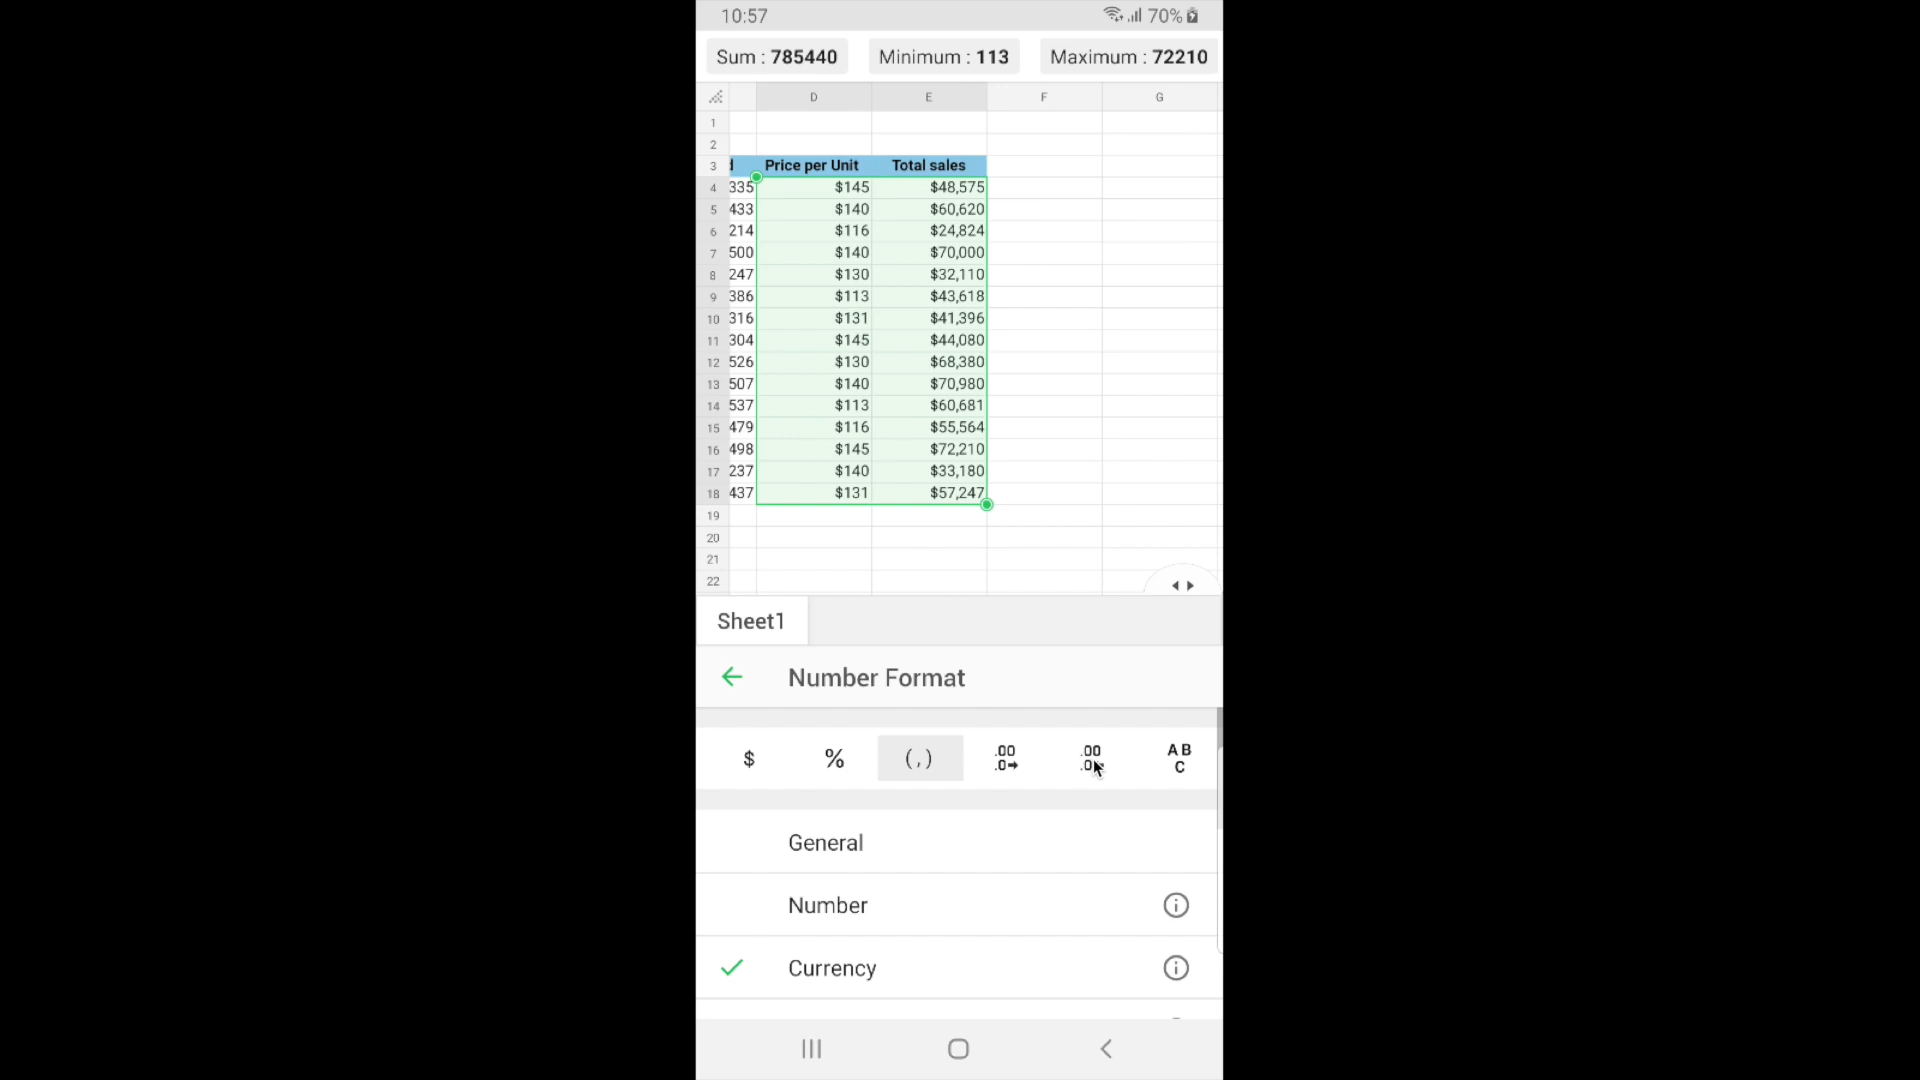 10:57 70%
Sum : 785440 Minimum : 113 Maximum : 72210
D E F G
1
2
3 Price per Unit Total sales
4 335 $145 $48,575
5 433 $140 $60,620
6 214 $116 $24,824
7 500 $140 $70,000
8 247 $130 $32,110
9 386 $113 $43,618
10 316 $131 $41,396
11 304 $145 $44,080
12 526 $130 $68,380
13 507 $140 $70,980
14 537 $113 $60,681
15 479 $116 $55,564
16 498 $145 $72,210
17 237 $140 $33,180
18 437 $131 $57,247
19
20
21
22
Sheet1
Number Format
$ % (,) .00 .00 A B
.0 .0 C
General
Number
Currency